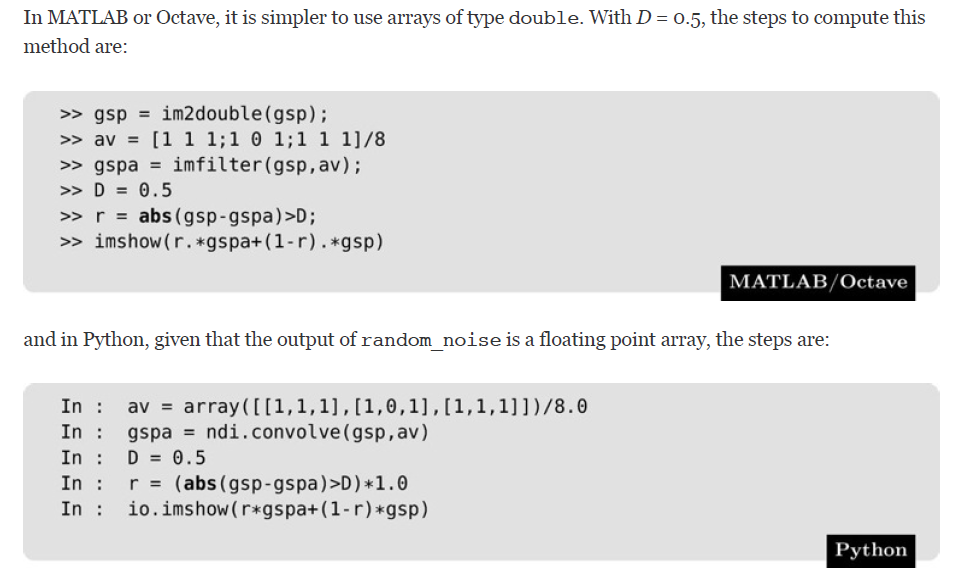 In MATLAB or Octave, it is simpler to use arrays of type double. With D = 0.5, the steps to compute this
method are:
>> gsp = im2double(gsp);
>> av = [1 1 1;1 0 1;1 1 1]/8
>> gspa = imfilter(gsp,av);
>> D = 0.5
>> r = abs(gsp-gspa)>D;
>> imshow(r.*gspa+(1-r).*gsp)
MATLAB/Octave
and in Python, given that the output of random_noise is a floating point array, the steps are:
In : av = array([[1,1,1],[1,0,1],[1,1,1]])/8.0
In : gspa = ndi.convolve(gsp,av)
In : D = 0.5
In : r = (abs(gsp-gspa)>D)*1.0
In : io.imshow(r*gspa+(1-r)*gsp)
Python